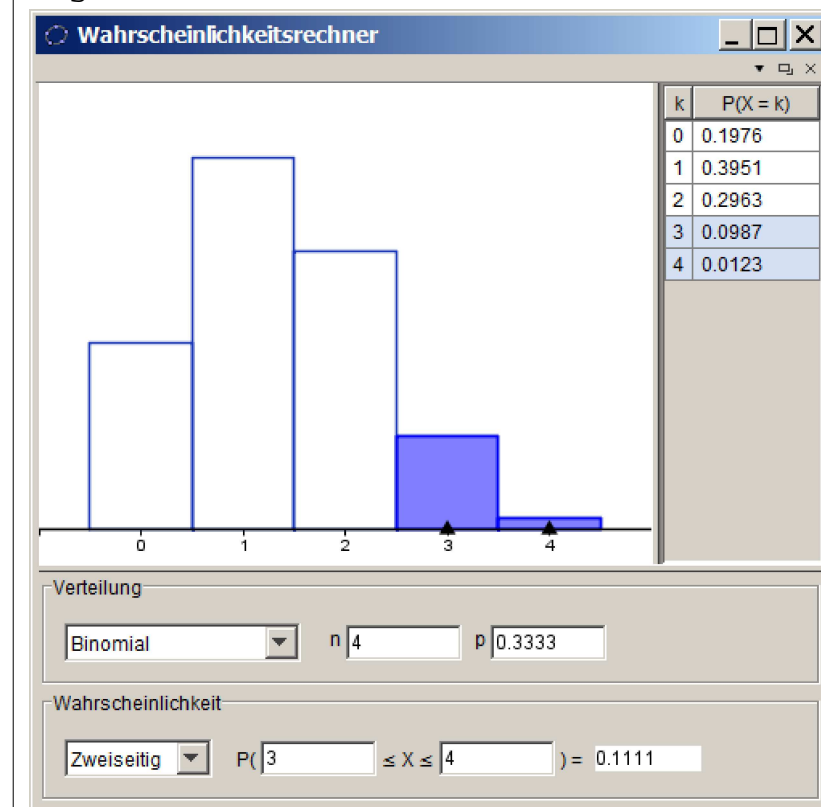 Wahrscheinlichkeitsrechner
k P(X = k)
0 0.1976
1 0.3951
2 0.2963
3 0.0987
4 0.0123
0 1 2 3 4
Verteilung
Binomial n 4 p 0.3333
Wahrscheinlichkeit
Zweiseitig P( 3 ≤ X ≤ 4 ) = 0.1111